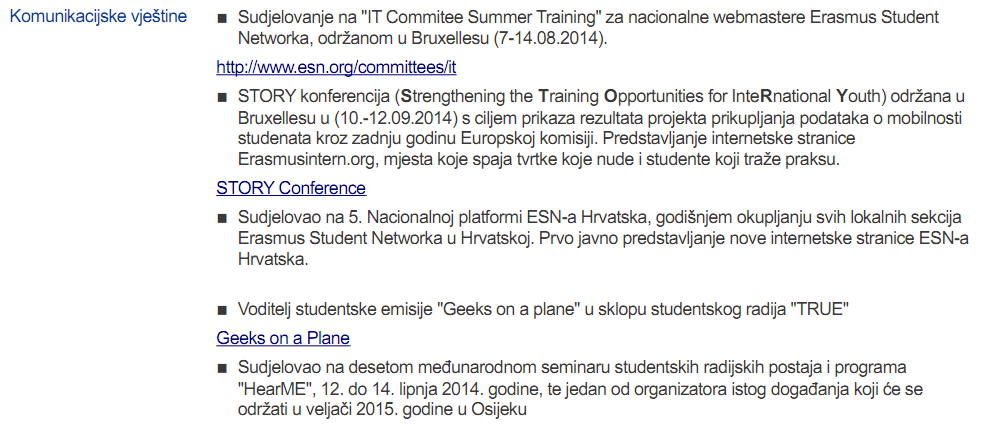 Komunikacijske vještine
■ Sudjelovanje na "IT Commitee Summer Training" za nacionalne webmastere Erasmus Student
Networka, održanom u Bruxellesu (7-14.08.2014).
http://www.esn.org/committees/it
■ STORY konferencija (Strengthening the Training Opportunities for InteRnational Youth) održana u
Bruxellesu u (10.-12.09.2014) s ciljem prikaza rezultata projekta prikupljanja podataka o mobilnosti
studenata kroz zadnju godinu Europskoj komisiji. Predstavljanje internetske stranice
Erasmusintern.org, mjesta koje spaja tvrtke koje nude i studente koji traže praksu.
STORY Conference
■ Sudjelovao na 5. Nacionalnoj platformi ESN-a Hrvatska, godišnjem okupljanju svih lokalnih sekcija
Erasmus Student Networka u Hrvatskoj. Prvo javno predstavljanje nove internetske stranice ESN-a
Hrvatska.
■ Voditelj studentske emisije "Geeks on a plane" u sklopu studentskog radija "TRUE"
Geeks on a Plane
■ Sudjelovao na desetom međunarodnom seminaru studentskih radijskih postaja i programa
"HearME", 12. do 14. lipnja 2014. godine, te jedan od organizatora istog događanja koji će se
održati u veljači 2015. godine u Osijeku